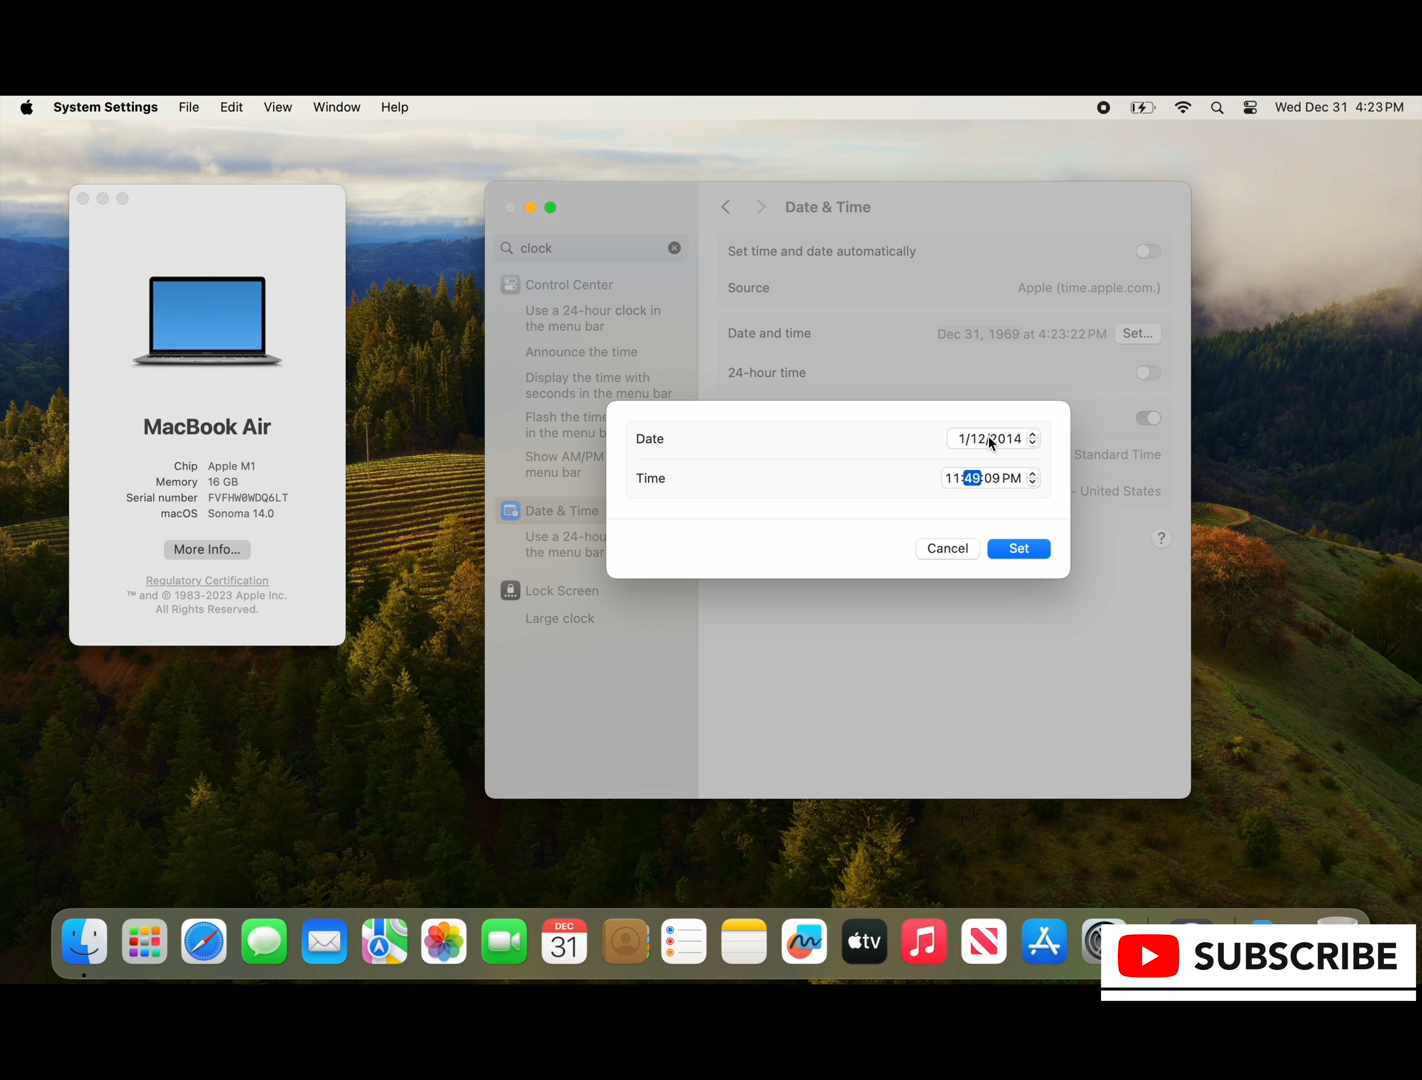 System Settings File Edit View Window Help Wed Dec 31 4:23 PM
MacBook Air
Chip Apple M1
Memory 16 GB
Serial number FVFHW0WDQ6LT
macOS Sonoma 14.0
More Info...
Regulatory Certification
™ and © 1983-2023 Apple Inc.
All Rights Reserved.
clock
Control Center
Use a 24-hour clock in
the menu bar
Announce the time
Display the time with
seconds in the menu bar
Flash the time
in the menu b
Show AM/PM
menu bar
Date & Time
Use a 24-hou
the menu bar
Lock Screen
Large clock
Date & Time
Set time and date automatically
Source Apple (time.apple.com.)
Date and time Dec 31, 1969 at 4:23:22 PM Set...
24-hour time
Standard Time
- United States
?
Date 1/12/2014
Time 11:49:09 PM
Cancel Set
DEC
31
tv
SUBSCRIBE